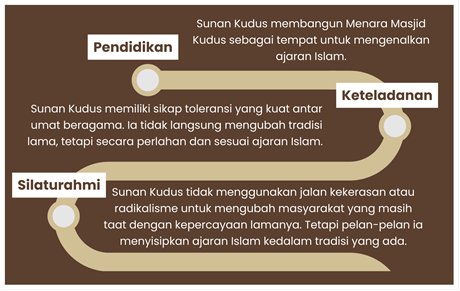 Pendidikan
Sunan Kudus membangun Menara Masjid
Kudus sebagai tempat untuk mengenalkan
ajaran Islam.
Keteladanan
Sunan Kudus memiliki sikap toleransi yang kuat antar
umat beragama. Ia tidak langsung mengubah tradisi
lama, tetapi secara perlahan dan sesuai ajaran Islam.
Silaturahmi
Sunan Kudus tidak menggunakan jalan kekerasan atau
radikalisme untuk mengubah masyarakat yang masih
taat dengan kepercayaan lamanya. Tetapi pelan-pelan ia
menyisipkan ajaran Islam kedalam tradisi yang ada.